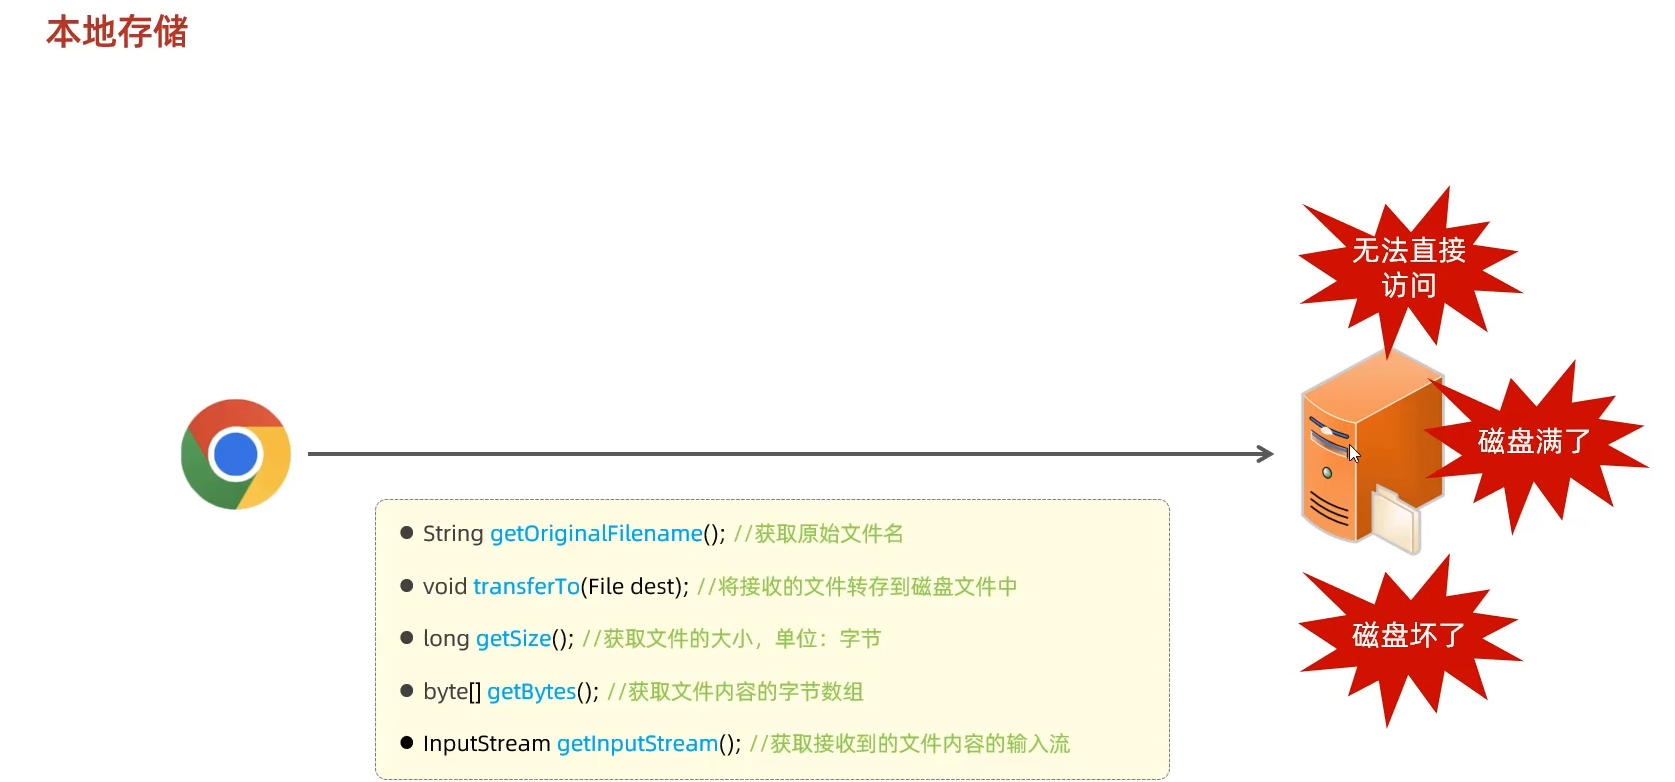 本地存储
无法直接
访问
磁盘满了
String getOriginalFilename(); //获取原始文件名
void transferTo(File dest); //将接收的文件转存到磁盘文件中
long getSize(); //获取文件的大小，单位：字节
磁盘坏了
byte[] getBytes(); //获取文件内容的字节数组
InputStream getInputStream(); //获取接收到的文件内容的输入流